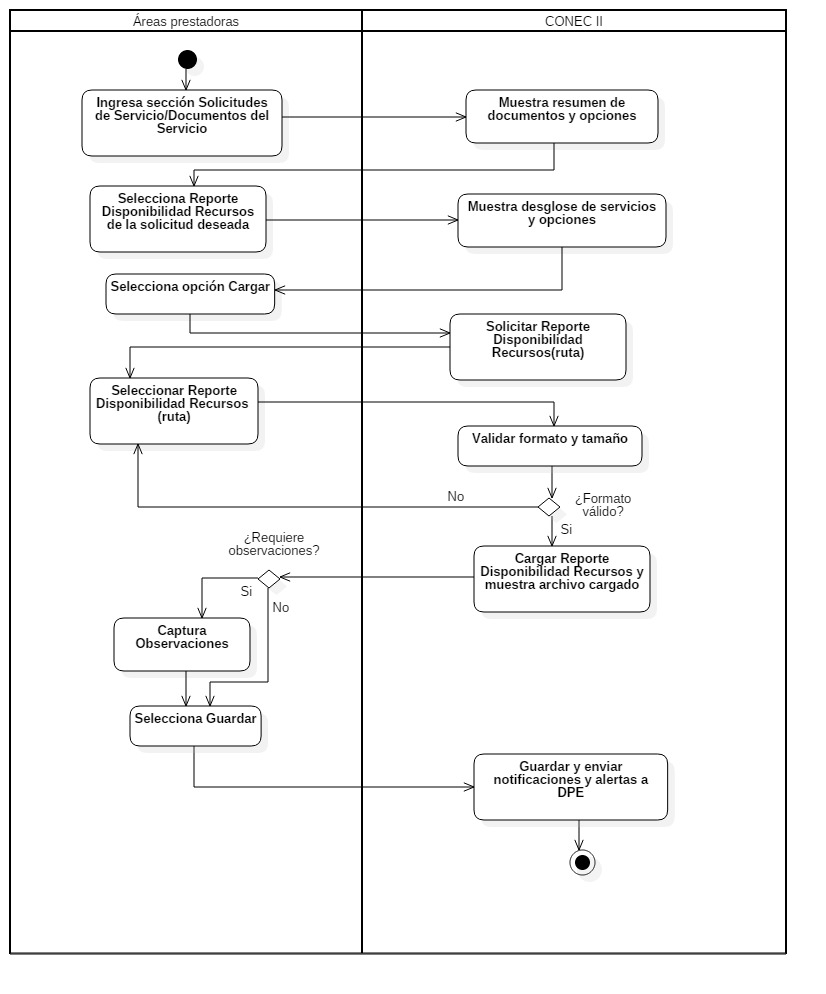 Áreas prestadoras
CONEC II
Ingresa sección Solicitudes
de Servicio/Documentos del
Servicio
Muestra resumen de
documentos y opciones
Selecciona Reporte
Disponibilidad Recursos
de la solicitud deseada
Muestra desglose de servicios
y opciones
Selecciona opción Cargar
Solicitar Reporte
Disponibilidad
Recursos(ruta)
Seleccionar Reporte
Disponibilidad Recursos
(ruta)
Validar formato y tamaño
No
¿Formato
válido?
Si
¿Requiere
observaciones?
Cargar Reporte
Disponibilidad Recursos y
muestra archivo cargado
Si
No
Captura
Observaciones
Selecciona Guardar
Guardar y enviar
notificaciones y alertas a
DPE